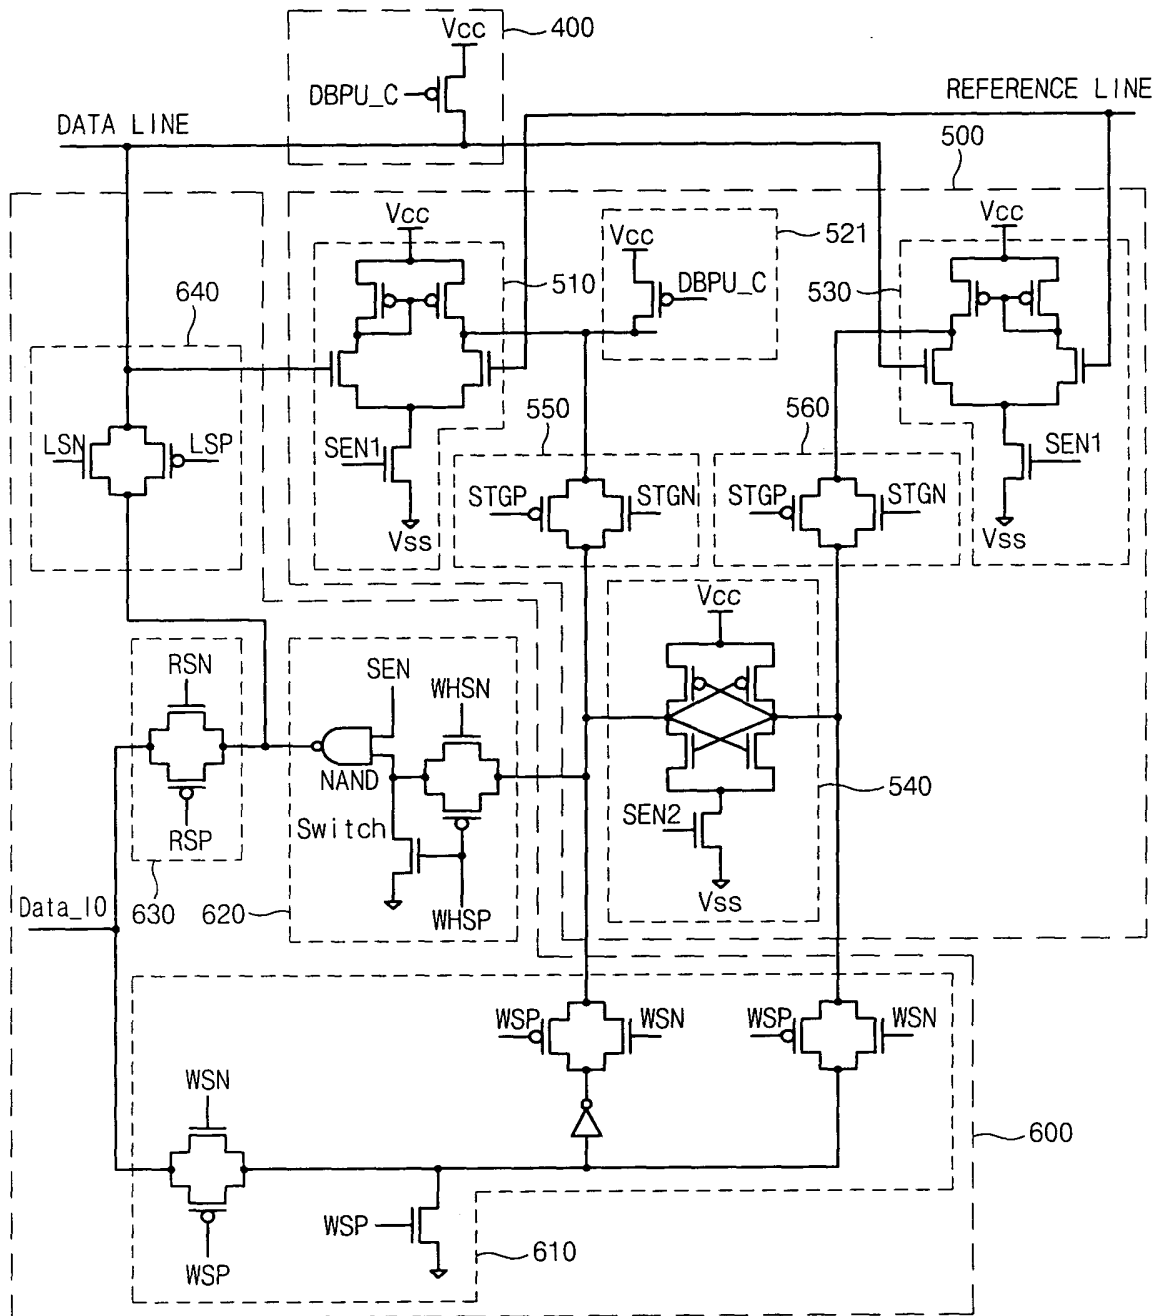 Vcc
400
DBPU_C
REFERENCE LINE
DATA LINE
500
Vcc
Vcc
Vcc
521
510
DBPU_C
530
640
550
560
LSN
LSP
SEN1
SEN1
STGP
STGN
STGP
STGN
Vss
Vss
Vcc
RSN
SEN
WHSN
NAND
540
SEN2
Switch
RSP
Vss
Data_IO
630
620
WHSP
WSP
WSN
WSP
WSN
WSN
600
WSP
WSP
610